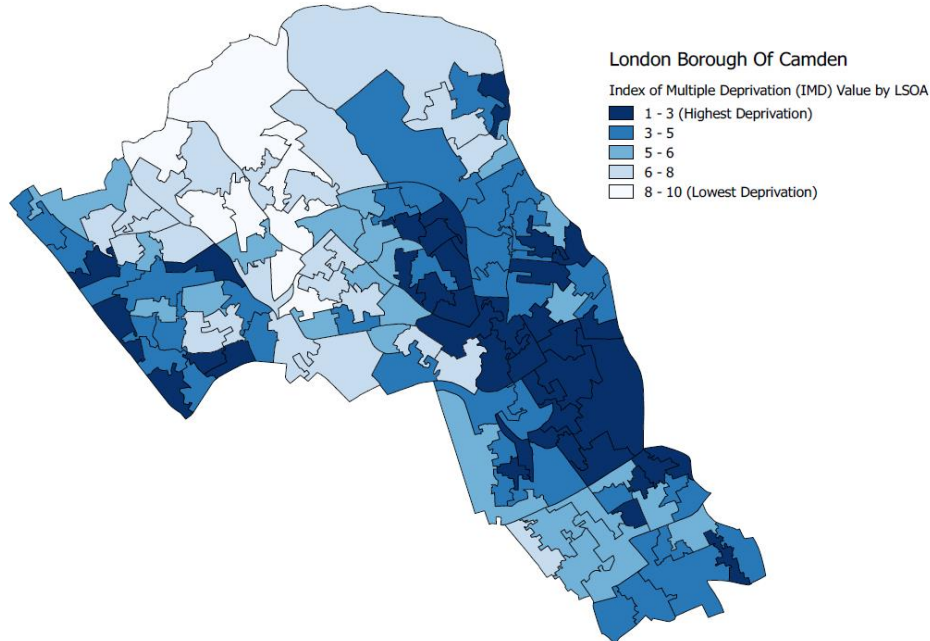 London Borough Of Camden
Index of Multiple Deprivation (IMD) Value by LSOA
1 - 3 (Highest Deprivation)
3 - 5
5 - 6
6 - 8
8 - 10 (Lowest Deprivation)